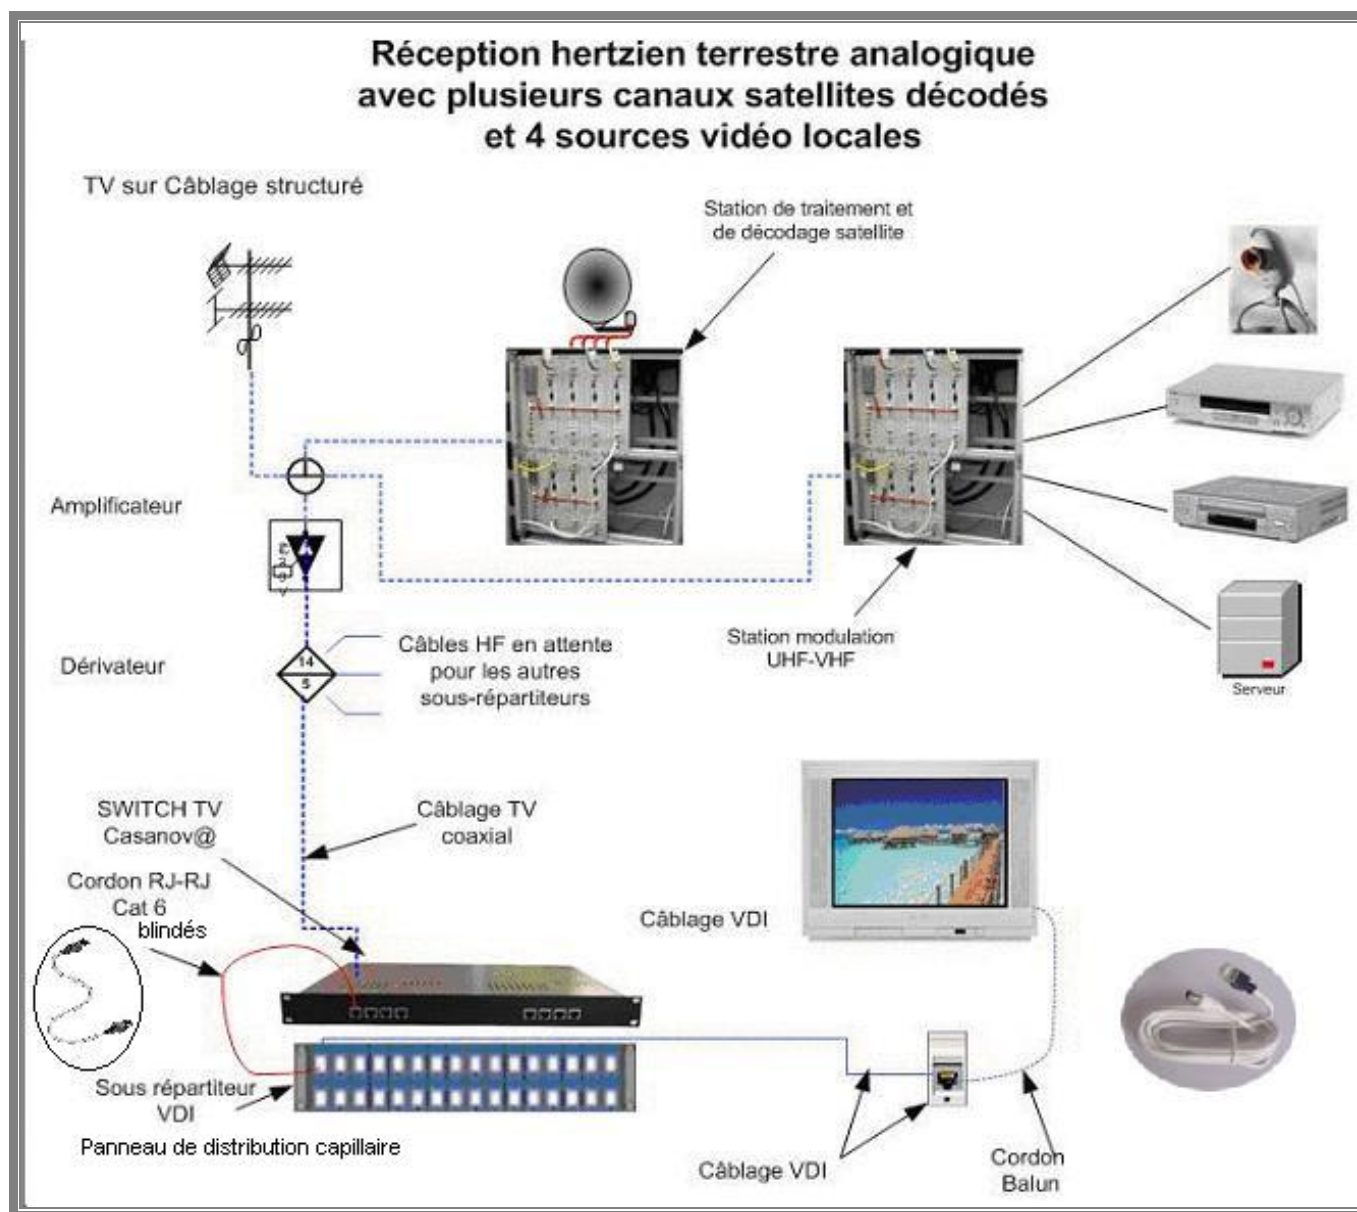 Réception hertzien terrestre analogique
avec plusieurs canaux satellites décodés
et 4 sources vidéo locales
TV sur Câblage structuré
Station de traitement et
de décodage satellite
Amplificateur
Station modulation
UHF-VHF
Serveur
Dérivateur
14
5
Câbles HF en attente
pour les autres
sous-répartiteurs
SWITCH TV
Casanov@
Câblage TV
coaxial
Cordon RJ-RJ
Cat 6
blindés
Câblage VDI
Sous répartiteur
VDI
Panneau de distribution capillaire
Câblage VDI
Cordon
Balun